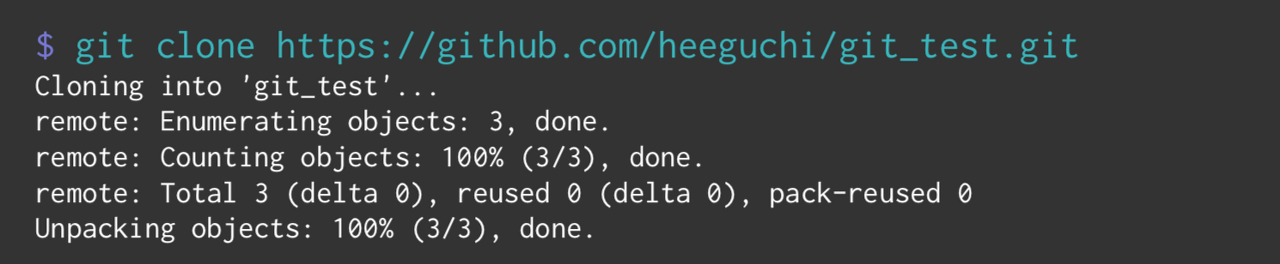 $ git clone https://github.com/heeguchi/git_test.git
Cloning into 'git_test'...
remote: Enumerating objects: 3, done.
remote: Counting objects: 100% (3/3), done.
remote: Total 3 (delta 0), reused 0 (delta 0), pack-reused 0
Unpacking objects: 100% (3/3), done.